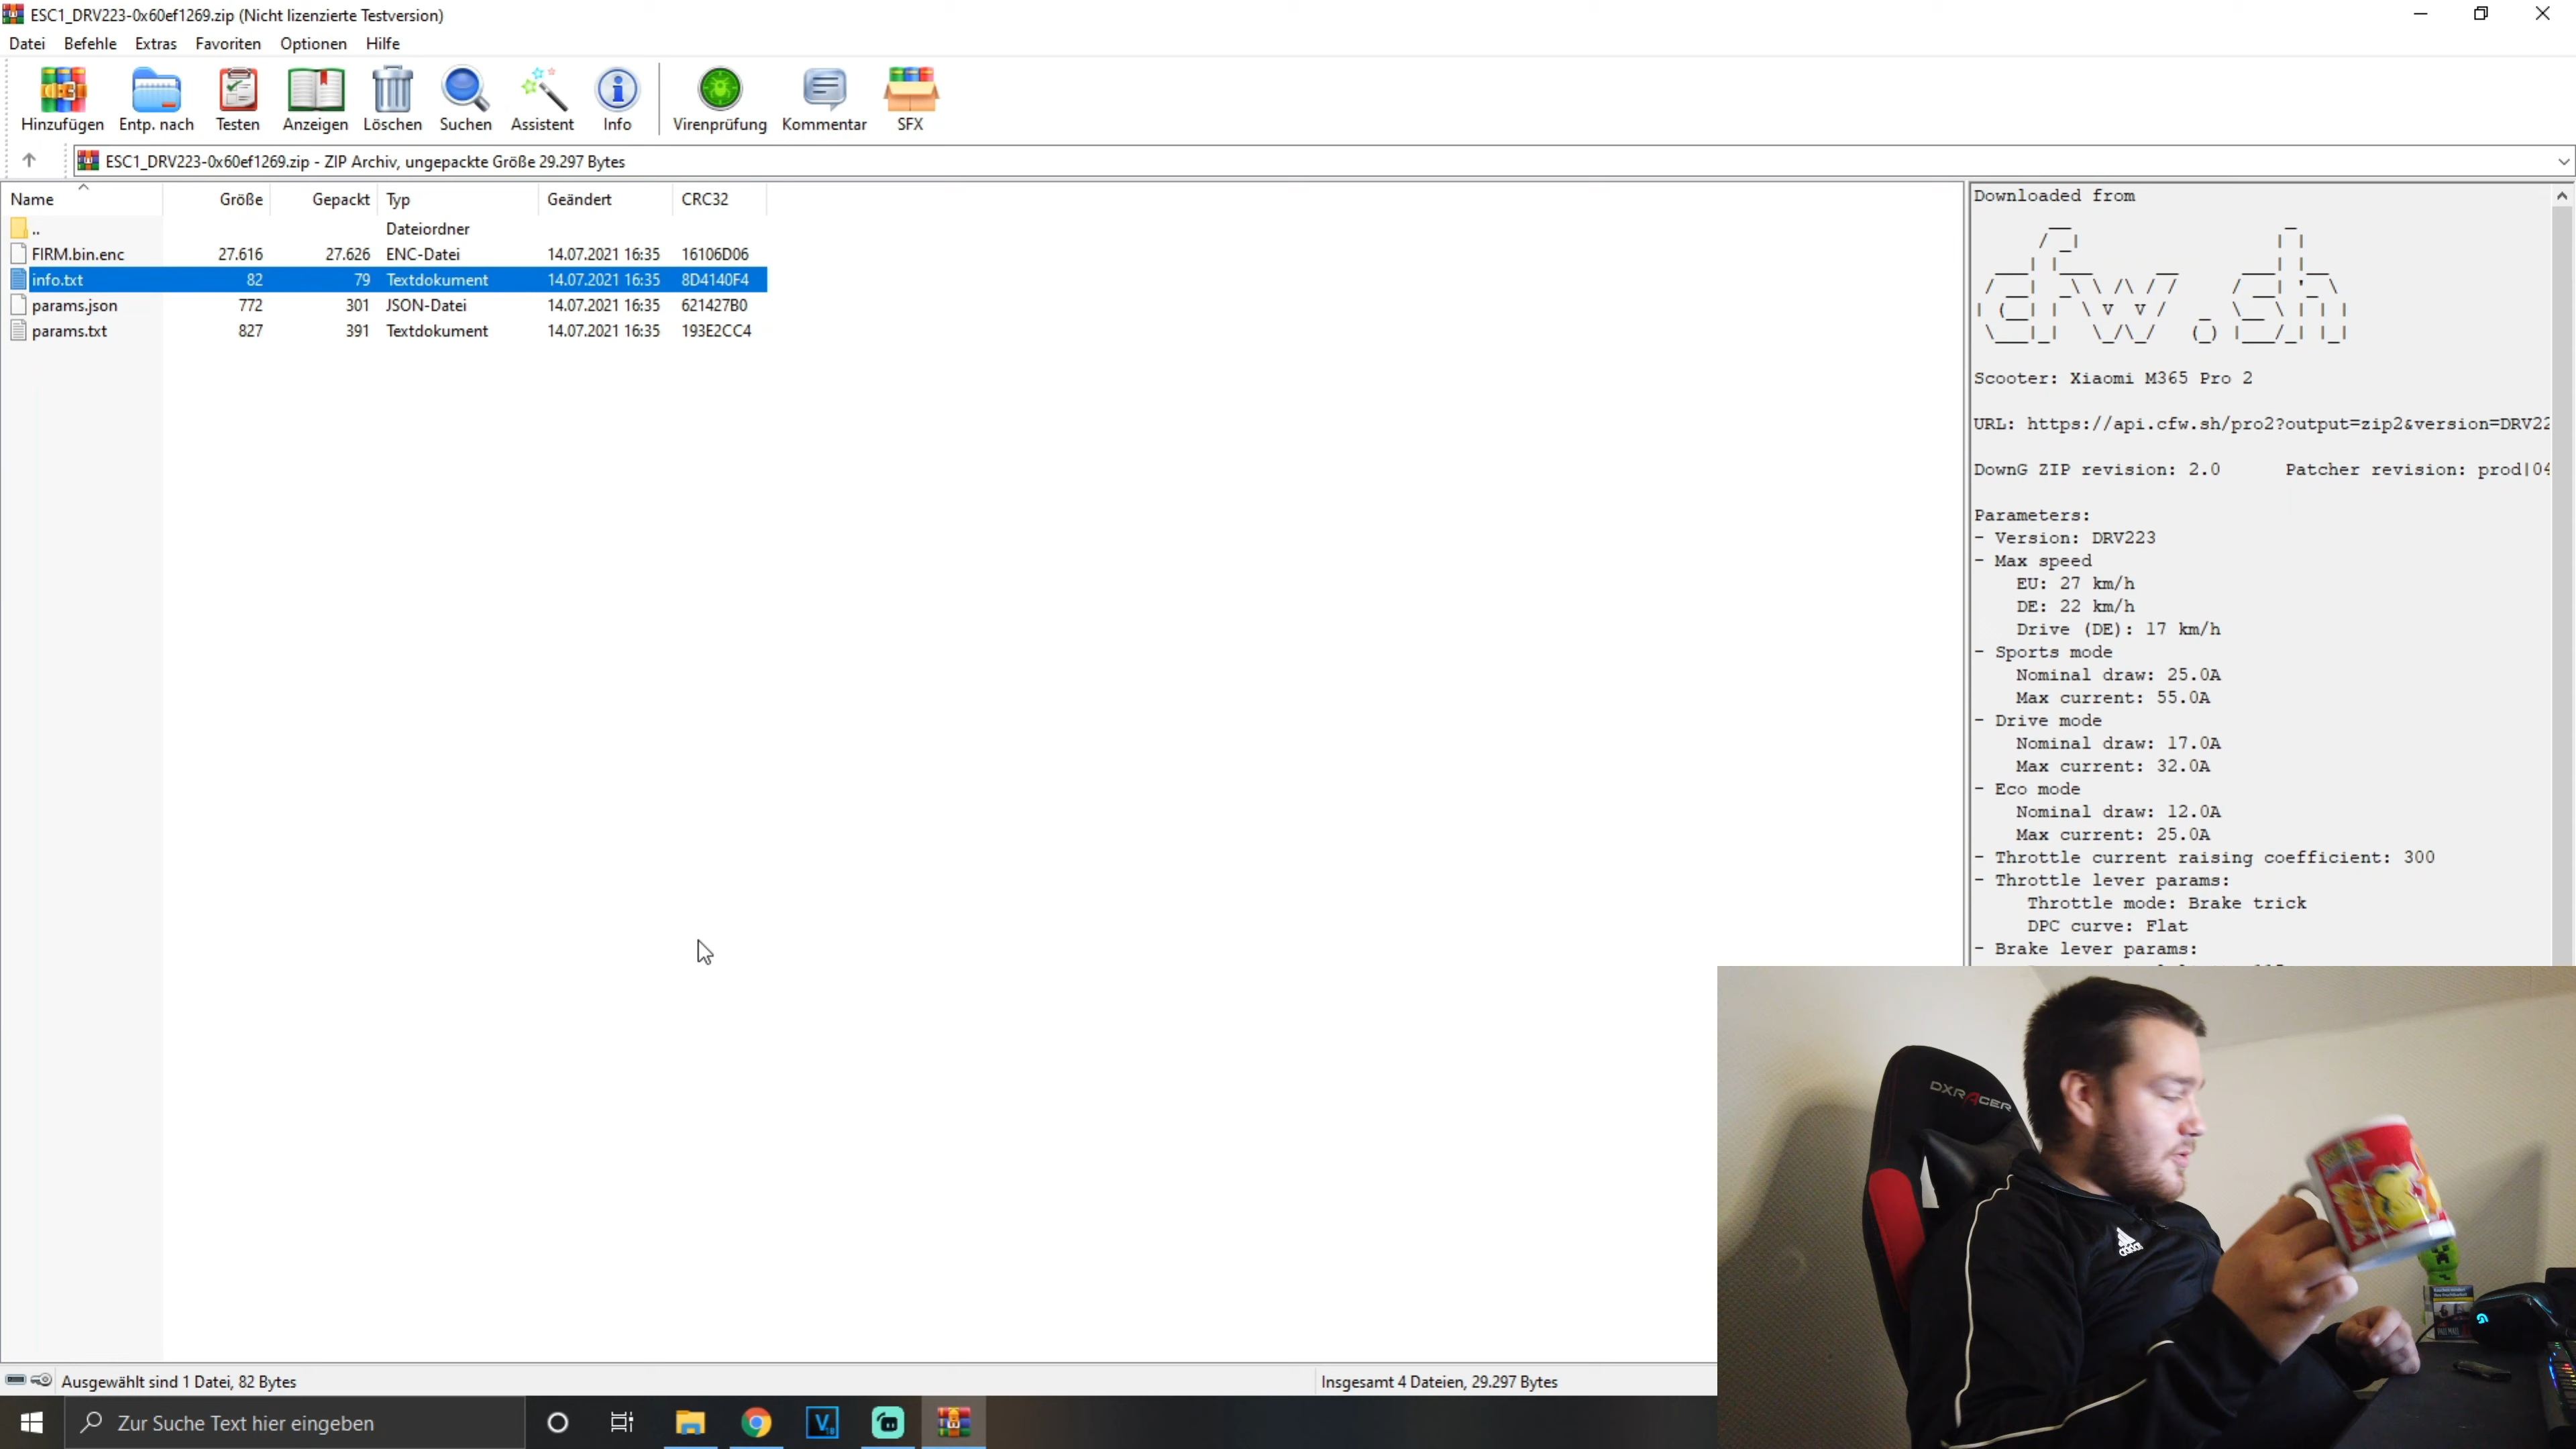 ESC1_DRV223-0x60ef1269.zip (Nicht lizenzierte Testversion)
Datei Befehle Extras Favoriten Optionen Hilfe
Hinzufügen Entp. nach Testen Anzeigen Löschen Suchen Assistent Info Virenprüfung Kommentar SFX
ESC1_DRV223-0x60ef1269.zip - ZIP Archiv, ungepackte Größe 29.297 Bytes
Name Größe Gepackt Typ Geändert CRC32
.. Dateiordner
FIRM.bin.enc 27.616 27.626 ENC-Datei 14.07.2021 16:35 16106D06
info.txt 82 79 Textdokument 14.07.2021 16:35 8D4140F4
params.json 772 301 JSON-Datei 14.07.2021 16:35 621427B0
params.txt 827 391 Textdokument 14.07.2021 16:35 193E2CC4
Downloaded from
cfw.sh
Scooter: Xiaomi M365 Pro 2
URL: https://api.cfw.sh/pro2?output=zip2&version=DRV22
DownG ZIP revision: 2.0 Patcher revision: prod|04
Parameters:
- Version: DRV223
- Max speed
EU: 27 km/h
DE: 22 km/h
Drive (DE): 17 km/h
- Sports mode
Nominal draw: 25.0A
Max current: 55.0A
- Drive mode
Nominal draw: 17.0A
Max current: 32.0A
- Eco mode
Nominal draw: 12.0A
Max current: 25.0A
- Throttle current raising coefficient: 300
- Throttle lever params:
Throttle mode: Brake trick
DPC curve: Flat
- Brake lever params:
DXRACER
adidas
Ausgewählt sind 1 Datei, 82 Bytes
Insgesamt 4 Dateien, 29.297 Bytes
Zur Suche Text hier eingeben